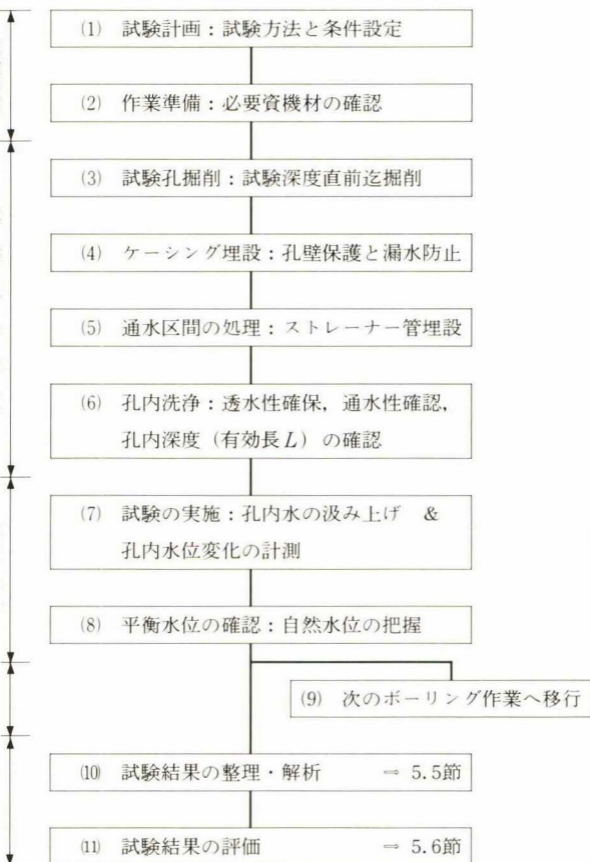 (1) 試験計画：試験方法と条件設定
(2) 作業準備：必要資機材の確認
(3) 試験孔掘削：試験深度直前迄掘削
(4) ケーシング埋設：孔壁保護と漏水防止
(5) 通水区間の処理：ストレーナー管埋設
(6) 孔内洗浄：透水性確保，通水性確認，
孔内深度（有効長L）の確認
(7) 試験の実施：孔内水の汲み上げ　＆
孔内水位変化の計測
(8) 平衡水位の確認：自然水位の把握
(9) 次のボーリング作業へ移行
(10) 試験結果の整理・解析　⇒ 5.5節
(11) 試験結果の評価　⇒ 5.6節